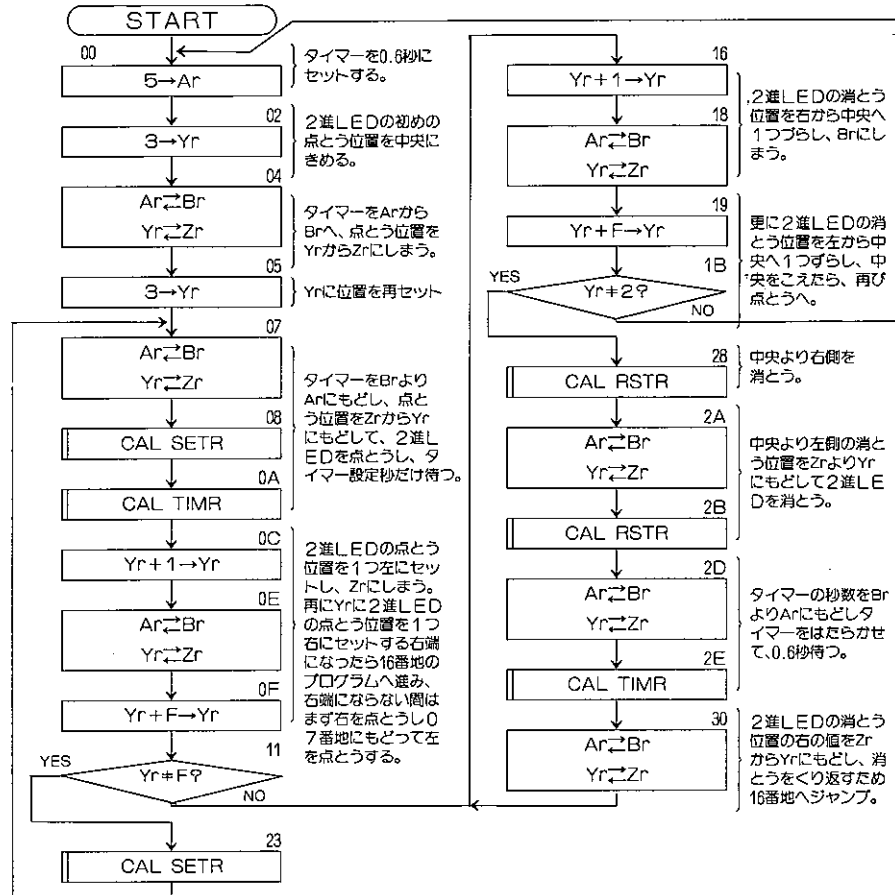 START
00
5→Ar
タイマーを0.6秒に
セットする。
02
3→Yr
2進LEDの初めの
点とう位置を中央に
きめる。
04
Ar⇄Br
Yr⇄Zr
タイマーをArから
Brへ、点とう位置を
YrからZrにしまう。
05
3→Yr
Yrに位置を再セット
07
Ar⇄Br
Yr⇄Zr
タイマーをBrより
Arにもどし、点と
う位置をZrからYr
にもどして、2進L
EDを点とうし、タ
イマー設定秒だけ待つ。
08
CAL SETR
0A
CAL TIMR
0C
Yr+1→Yr
2進LEDの点とう
位置を1つ左にセッ
トし、Zrにしまう。
再にYrに2進LED
の点とう位置を1つ
右にセットする右端
になったら16番地の
プログラムへ進み、
右端にならない間は
まず右を点とうし0
7番地にもどって左
を点とうする。
0E
Ar⇄Br
Yr⇄Zr
0F
Yr+F→Yr
11
YES
Yr≠F?
NO
23
CAL SETR
16
Yr+1→Yr
2進LEDの消とう
位置を右から中央へ
1つづらし、Brにし
まう。
18
Ar⇄Br
Yr⇄Zr
19
Yr+F→Yr
更に2進LEDの消
とう位置を左から中
央へ1つずらし、中
央をこえたら、再び
点とうへ。
1B
YES
Yr≠2?
NO
28
CAL RSTR
中央より右側を
消とう。
2A
Ar⇄Br
Yr⇄Zr
中央より左側の消と
う位置をZrよりYr
にもどして2進LE
Dを消とう。
2B
CAL RSTR
2D
Ar⇄Br
Yr⇄Zr
タイマーの秒数をBr
よりArにもどしタ
イマーをはたらかせ
て、0.6秒待つ。
2E
CAL TIMR
30
Ar⇄Br
Yr⇄Zr
2進LEDの消とう
位置の右の値をZr
からYrにもどし、消
とうをくり返すため
16番地へジャンプ。